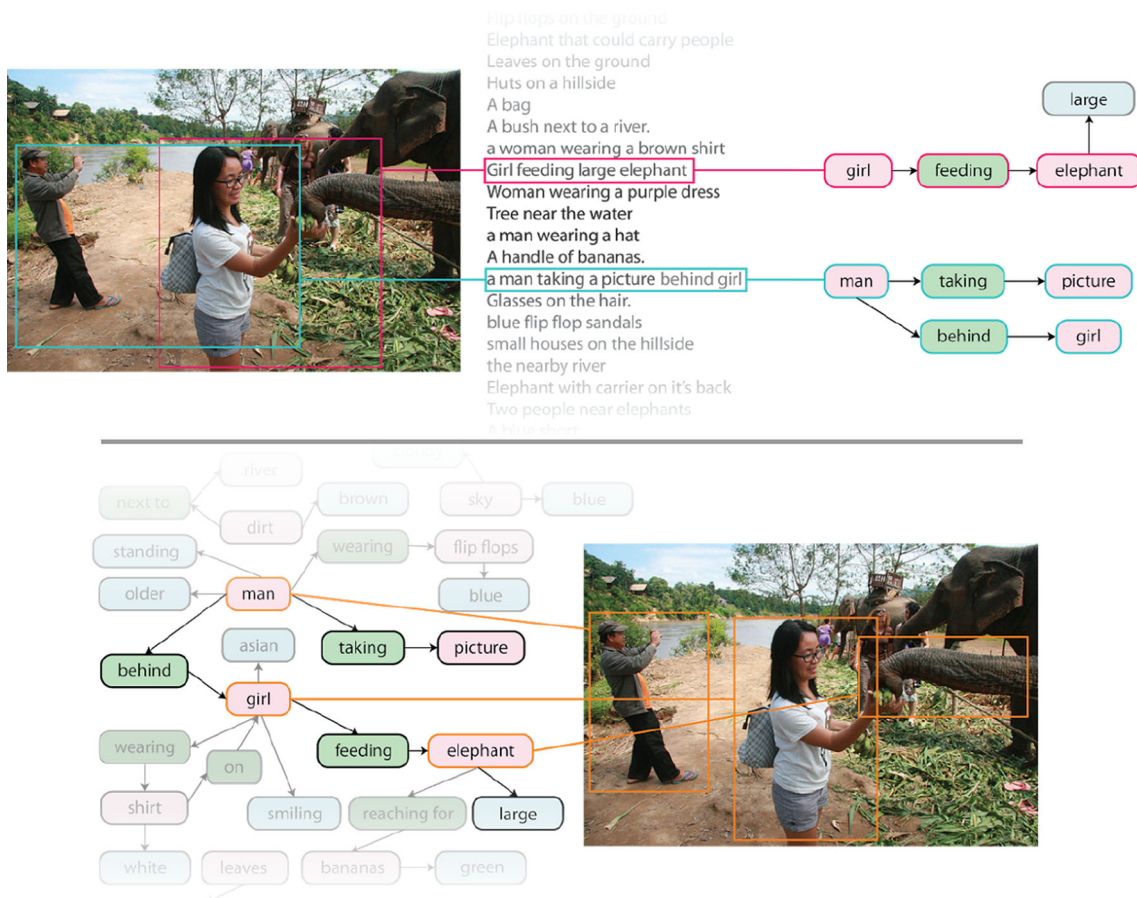 Flip flops on the ground
Elephant that could carry people
Leaves on the ground
Huts on a hillside
A bag
A bush next to a river.
a woman wearing a brown shirt
Girl feeding large elephant
Woman wearing a purple dress
Tree near the water
a man wearing a hat
A handle of bananas.
a man taking a picture behind girl
Glasses on the hair.
blue flip flop sandals
small houses on the hillside
the nearby river
Elephant with carrier on it's back
Two people near elephants
A blue short
large
girl
feeding
elephant
man
taking
picture
behind
girl
cloudy
river
next to
brown
sky
blue
dirt
standing
wearing
flip flops
older
man
blue
asian
taking
picture
behind
girl
wearing
on
feeding
elephant
shirt
smiling
reaching for
large
white
leaves
bananas
green